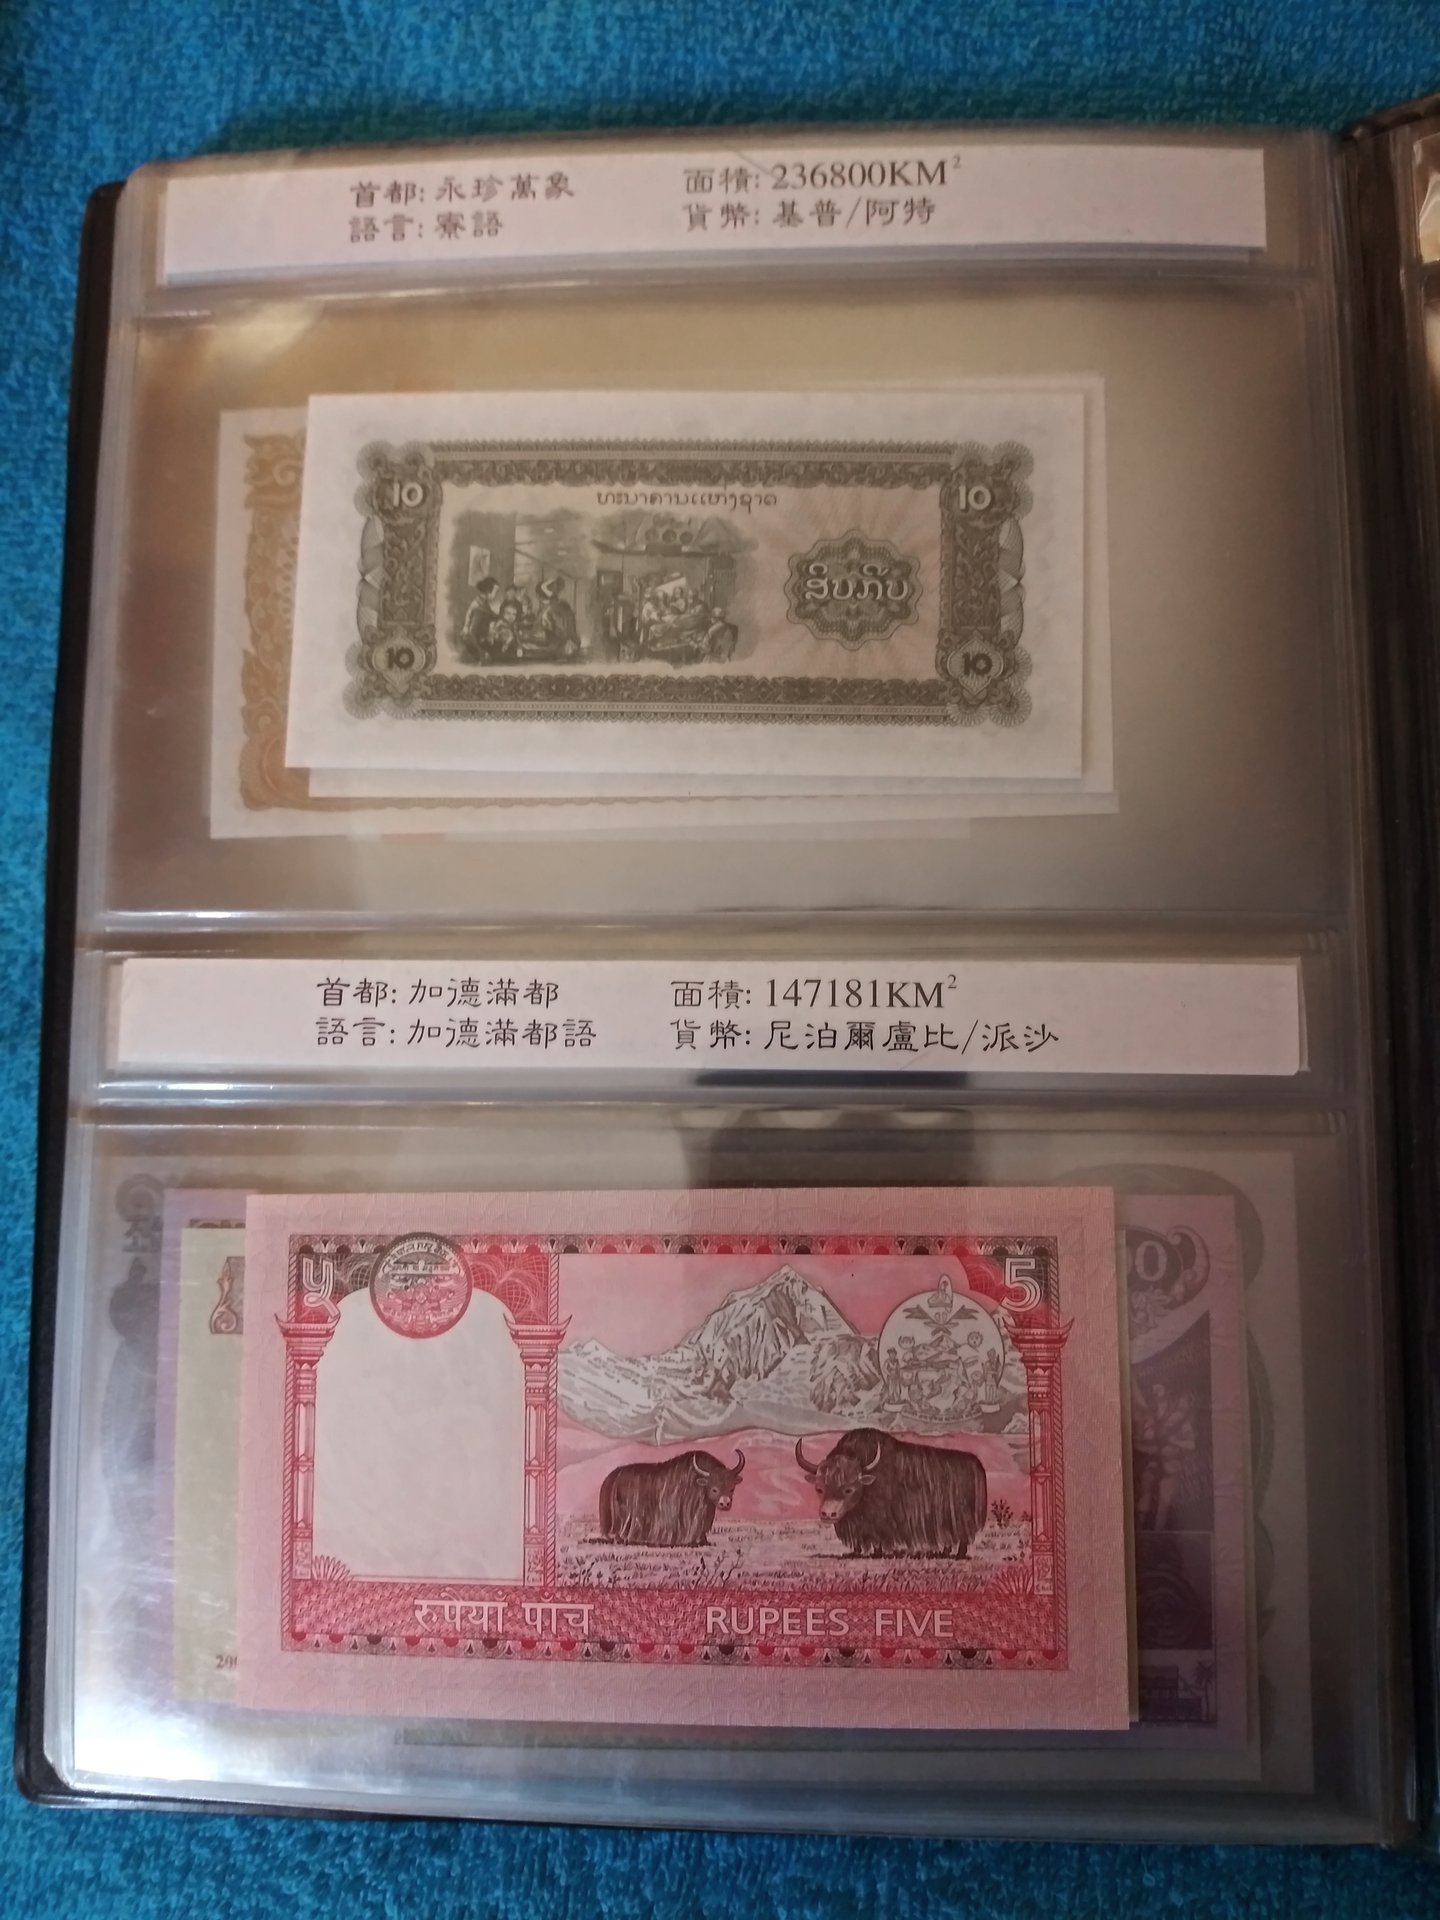 首都: 永珍萬象
面積: 236800KM²
語言: 寮語
貨幣: 基普/阿特
10
10
ທະນາຄານແຫ່ງຊາດ
ສິບກີບ
10
10
首都: 加德滿都
面積: 147181KM²
語言: 加德滿都語
貨幣: 尼泊爾盧比/派沙
५
5
रुपैयाँ पाँच
RUPEES FIVE